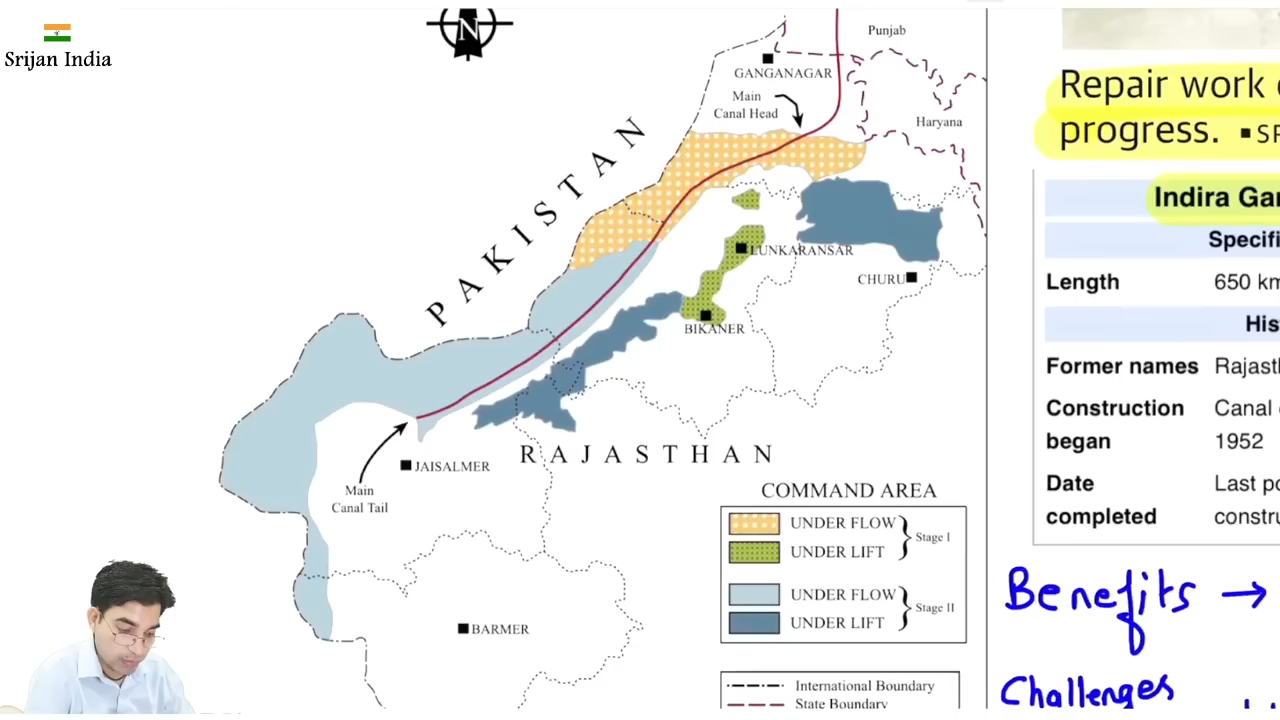 Srijan India
N
Punjab
GANGANAGAR
Main
Canal Head
Haryana
PAKISTAN
LUNKARANSAR
CHURU
BIKANER
RAJASTHAN
JAISALMER
Main
Canal Tail
BARMER
COMMAND AREA
UNDER FLOW
UNDER LIFT
Stage I
UNDER FLOW
UNDER LIFT
Stage II
International Boundary
State Boundary
Repair work
progress. ▪SP
Indira Gan
Specifi
Length 650 km
His
Former names Rajasth
Construction Canal
began 1952
Date Last po
completed constru
Benefits →
Challenges